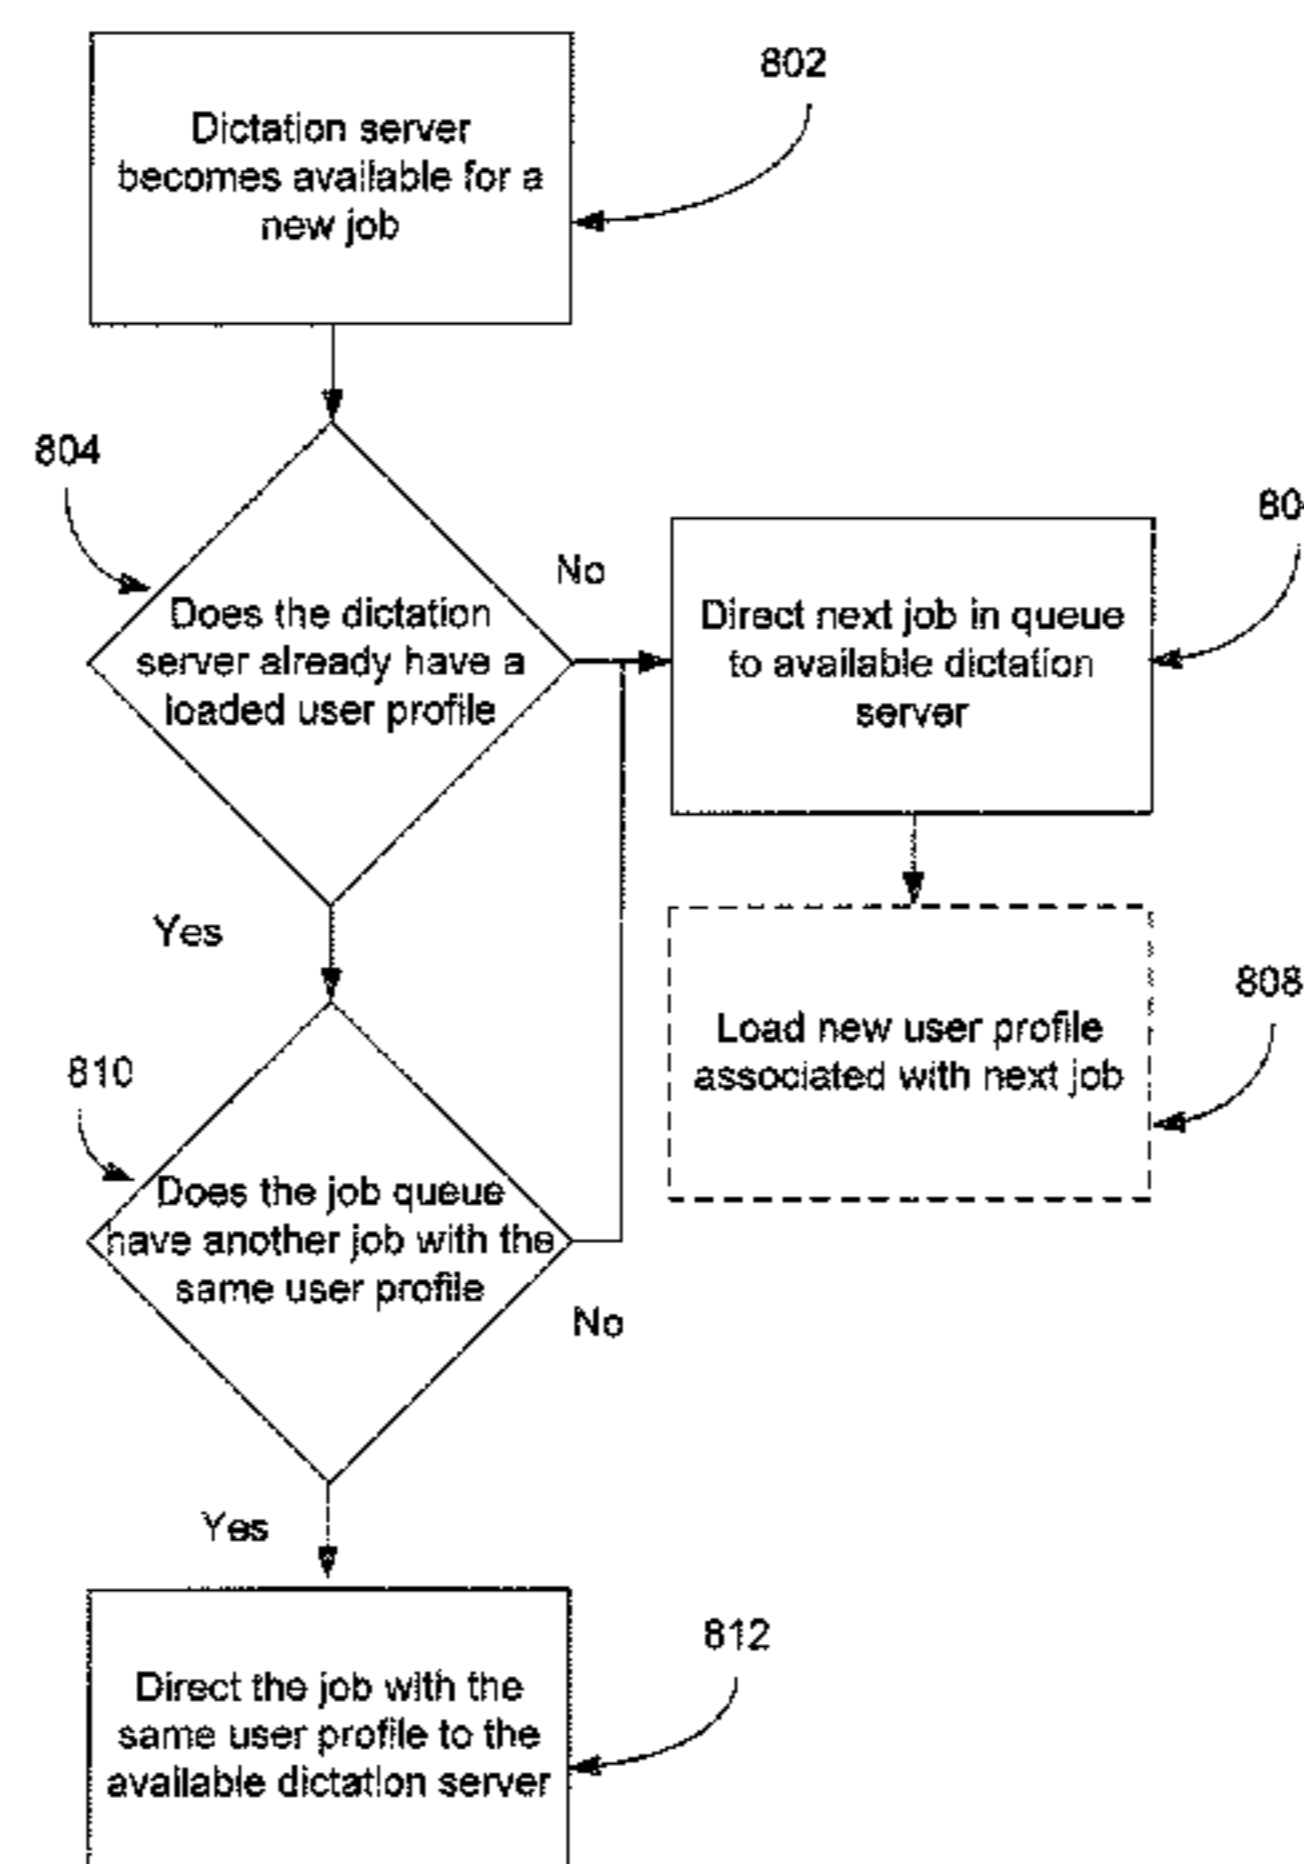 802
Dictation server
becomes available for a
new job
804
No
80
Does the dictation
server already have a
loaded user profile
Direct next job in queue
to available dictation
server
Yes
808
Load new user profile
associated with next job
810
Does the job queue
have another job with the
same user profile
No
Yes
812
Direct the job with the
same user profile to the
available dictation server